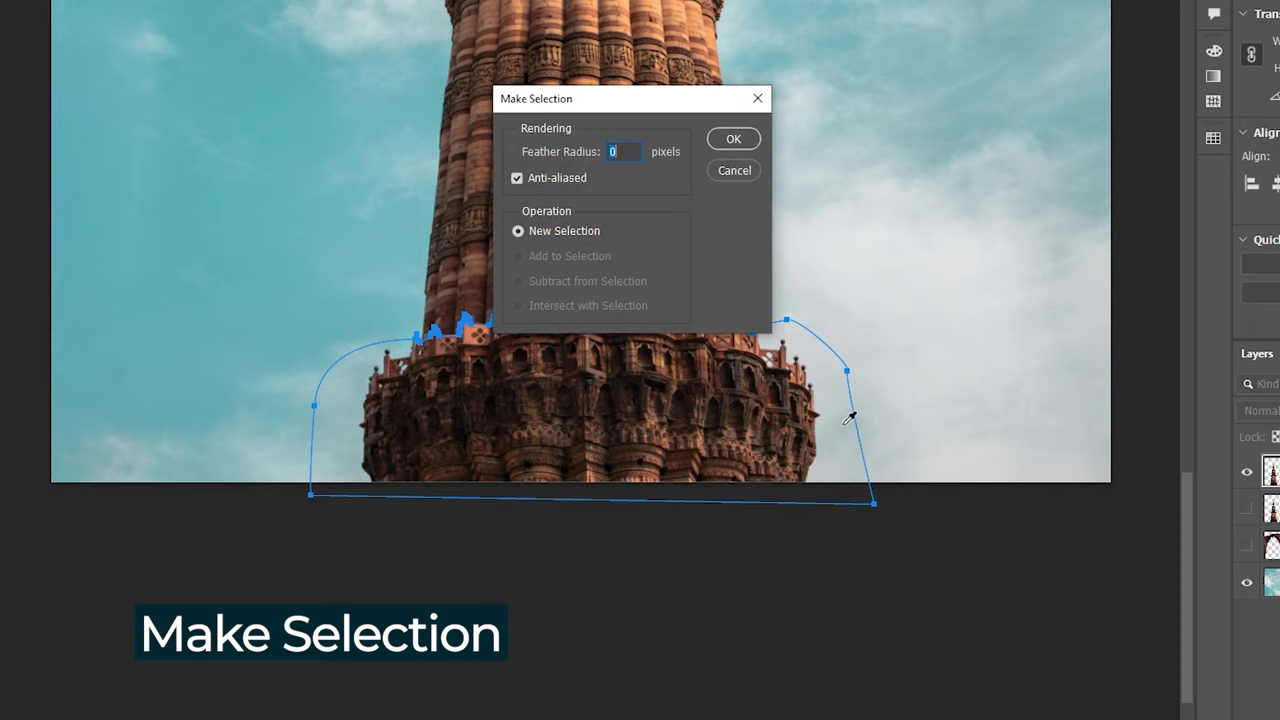 Make Selection
Rendering
Feather Radius: 0 pixels
Anti-aliased
OK
Cancel
Operation
New Selection
Add to Selection
Subtract from Selection
Intersect with Selection
Make Selection
Align:
Layers
Lock: